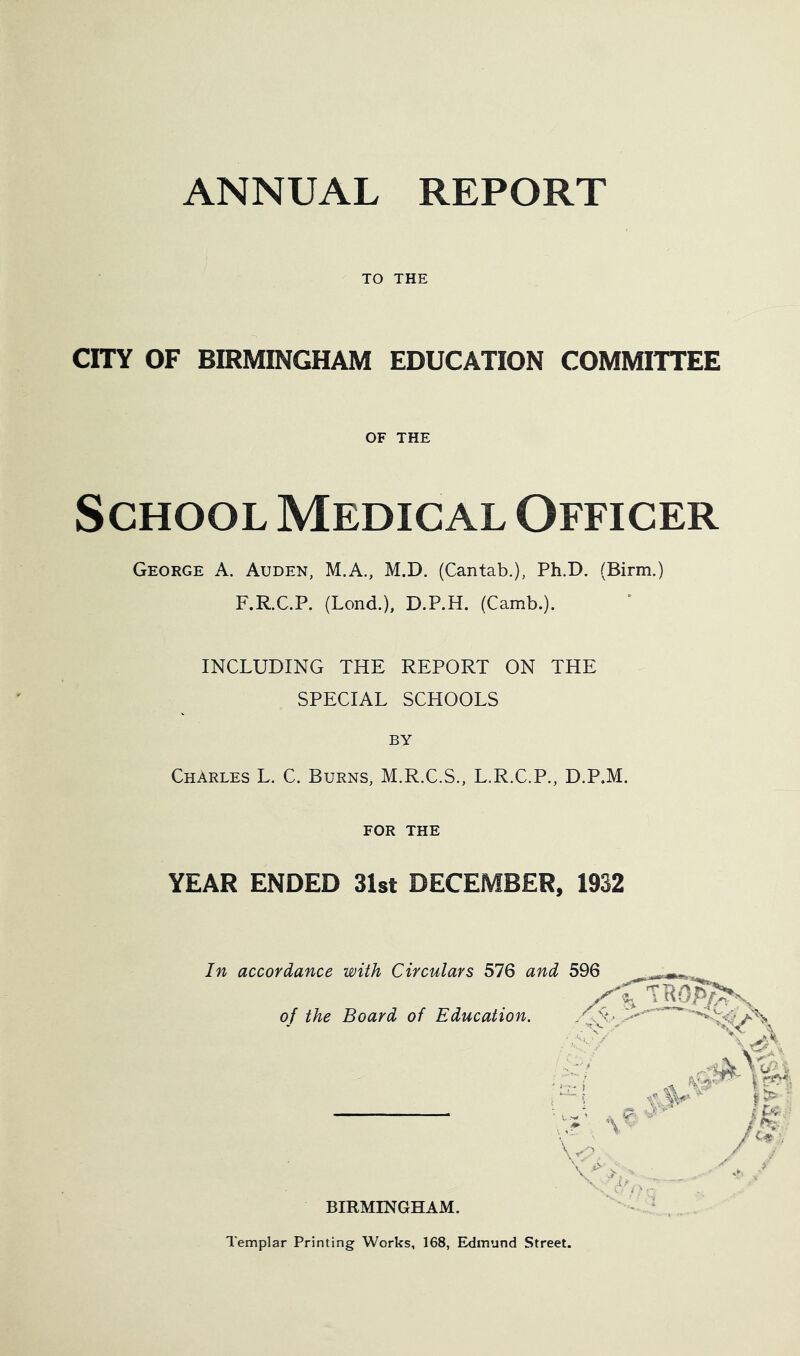 ANNUAL REPORT
TO THE
CITY OF BIRMINGHAM EDUCATION COMMITTEE
OF THE
SCHOOL MEDICAL OFFICER
GEORGE A. AUDEN, M.A., M.D. (Cantab.), Ph.D. (Birm.)
F.R.C.P. (Lond.), D.P.H. (Camb.).
INCLUDING THE REPORT ON THE
SPECIAL SCHOOLS
BY
CHARLES L. C. BURNS, M.R.C.S., L.R.C.P., D.P.M.
FOR THE
YEAR ENDED 31st DECEMBER, 1932
In accordance with Circulars 576 and 596
of the Board of Education.
BIRMINGHAM.
Templar Printing Works, 168, Edmund Street.